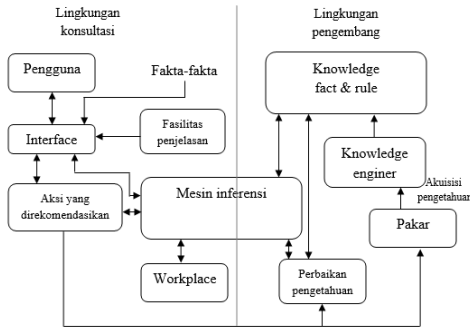 Lingkungan
konsultasi
Lingkungan
pengembang
Pengguna
Fakta-fakta
Knowledge
fact & rule
Fasilitas
penjelasan
Interface
Knowledge
enginer
Akuisisi
pengetahuan
Aksi yang
direkomendasikan
Mesin inferensi
Pakar
Workplace
Perbaikan
pengetahuan